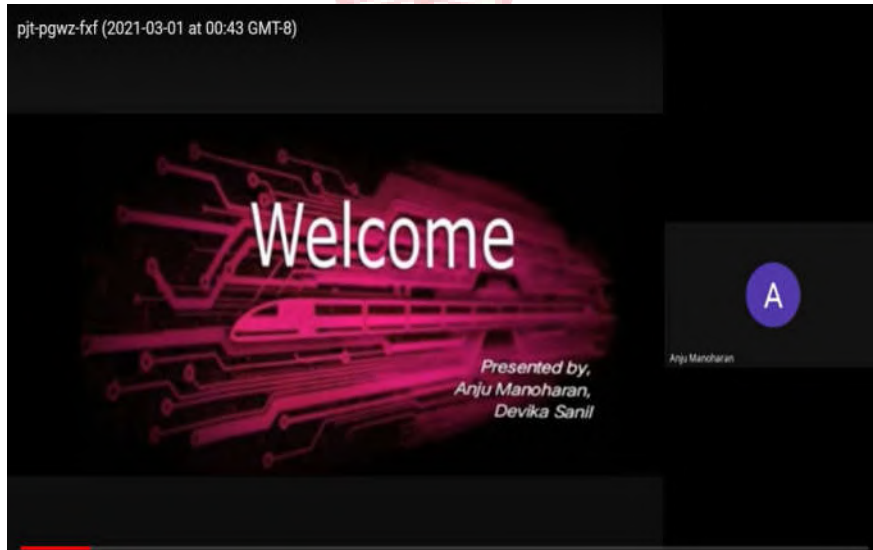 pjt-pgwz-fxf (2021-03-01 at 00:43 GMT-8)
Welcome
Presented by,
Anju Manoharan,
Devika Sanil
A
Anju Manoharan